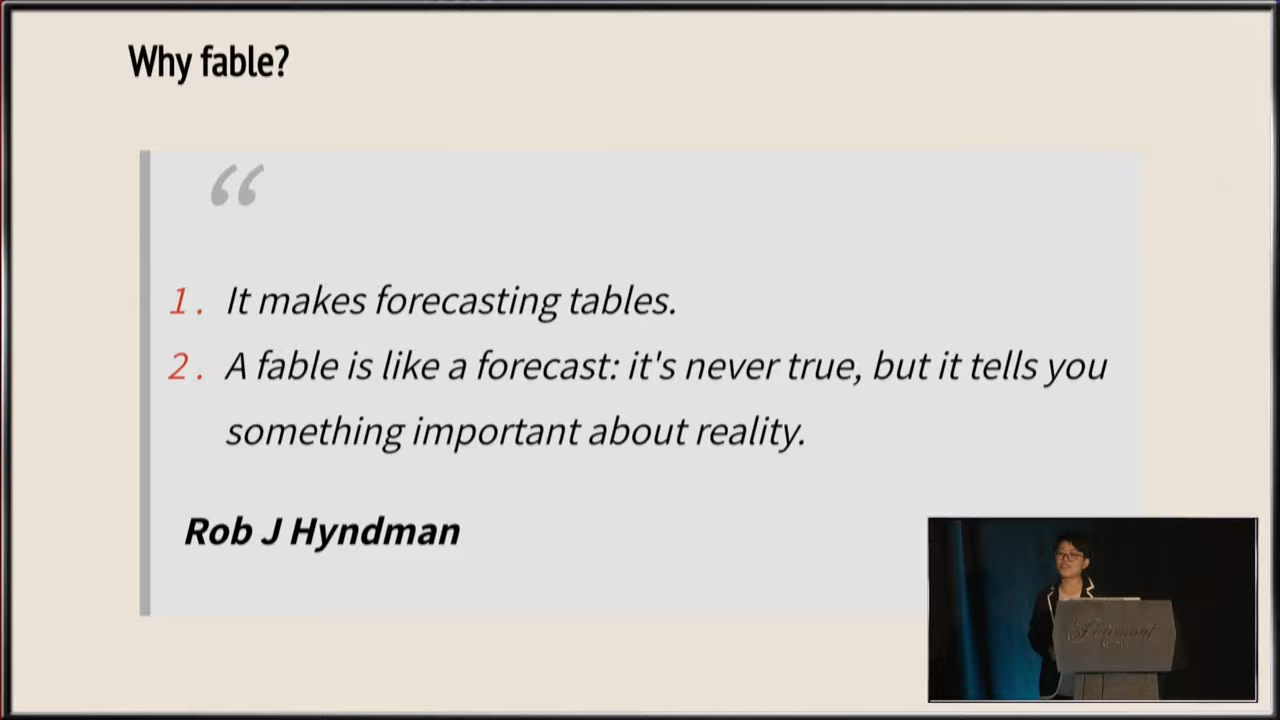 Why fable?
“
1. It makes forecasting tables.
2. A fable is like a forecast: it's never true, but it tells you
something important about reality.
Rob J Hyndman